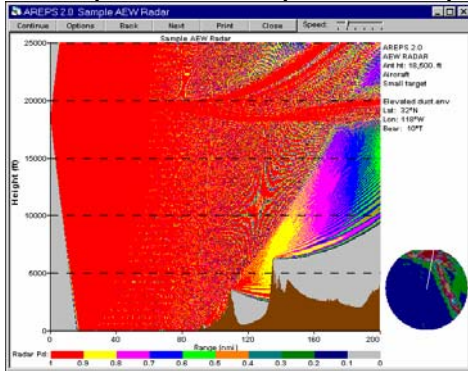 AREPS 2.0 Sample AEW Radar
Continue Options Back Next Print Close Speed:
Sample AEW Radar
AREPS 2.0
AEW RADAR
Ant ht: 18,500. ft
Aircraft
Small target
Elevated duct env
Lat: 32°N
Lon: 118°W
Bear: 10°T
25000
20000
15000
10000
5000
0
Height (ft)
0 40 80 120 160 200
Range (nmi)
Radar Pd:
1 0.9 0.8 0.7 0.6 0.5 0.4 0.3 0.2 0.1 0